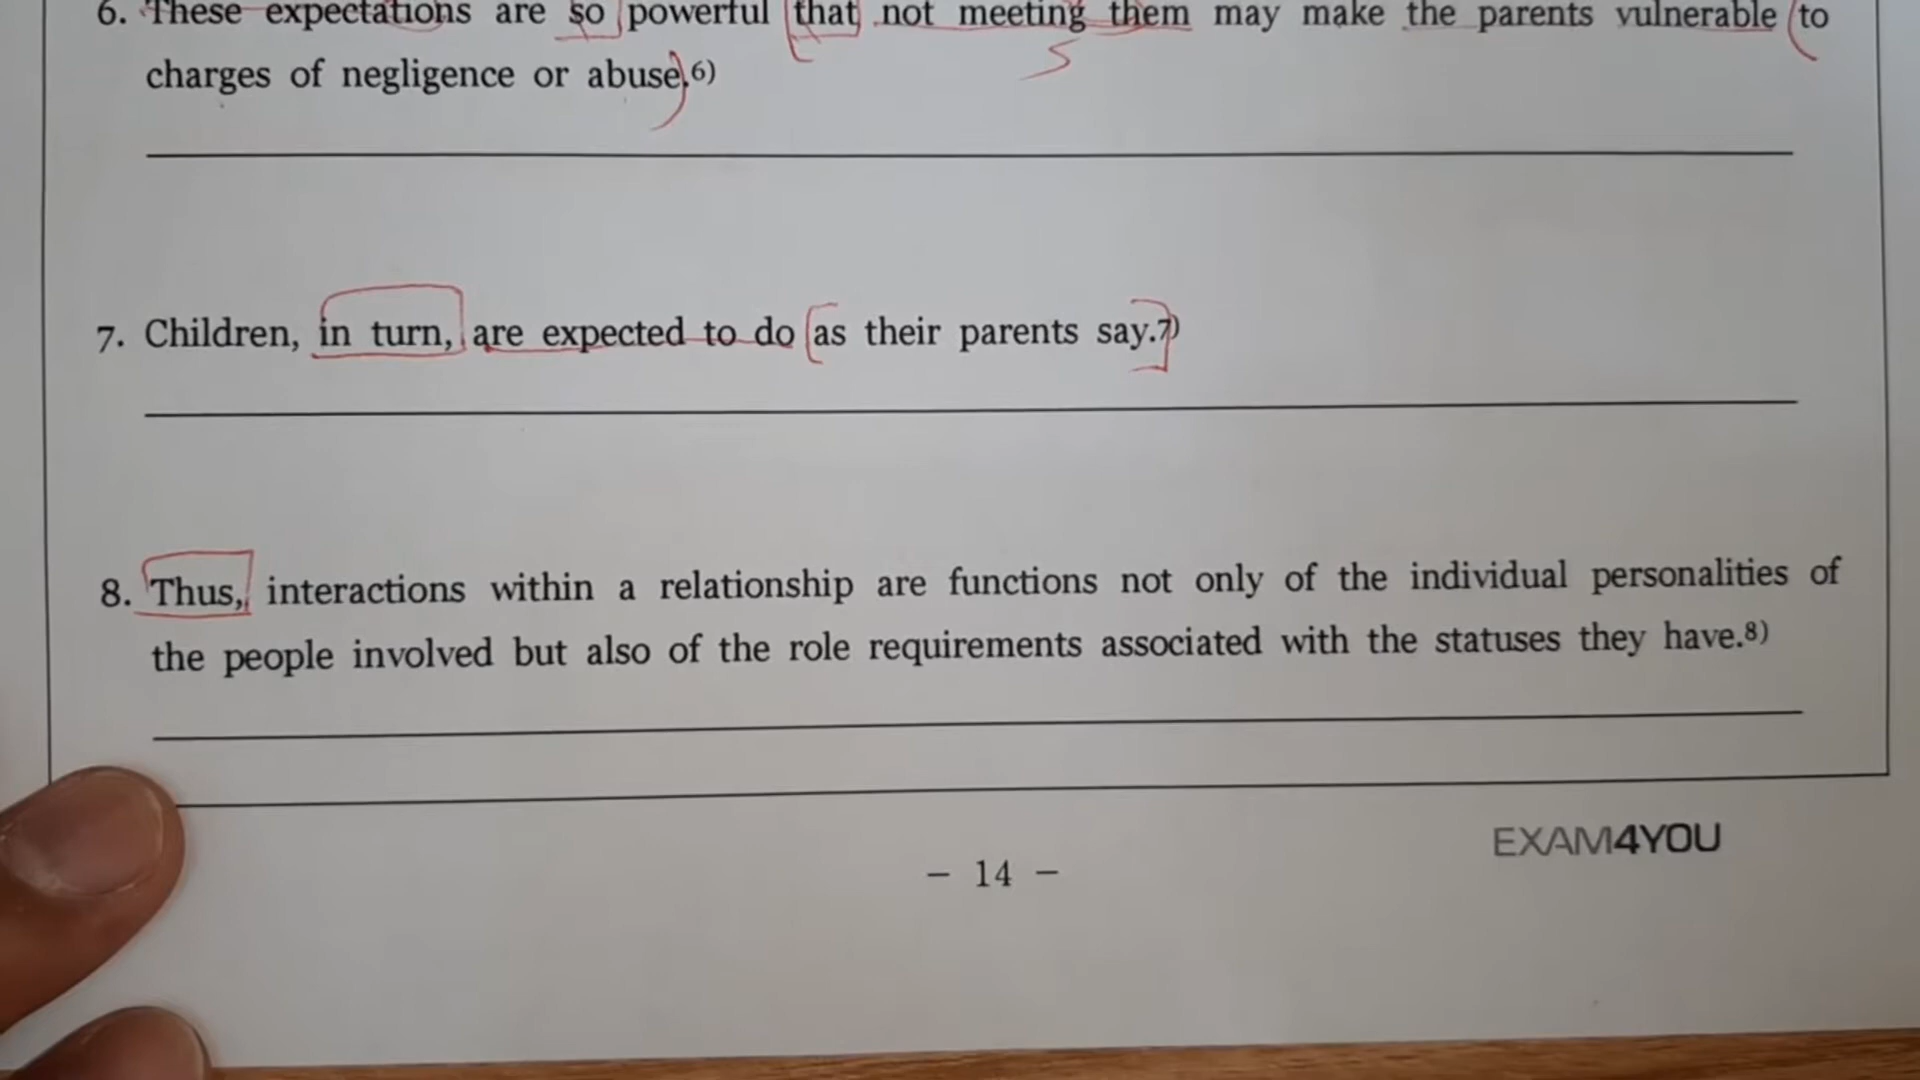 6. These expectations are so powerful that not meeting them may make the parents vulnerable to
charges of negligence or abuse.6)
S
7. Children, in turn, are expected to do as their parents say.7)
8. Thus, interactions within a relationship are functions not only of the individual personalities of
the people involved but also of the role requirements associated with the statuses they have.8)
- 14 -
EXAM4YOU